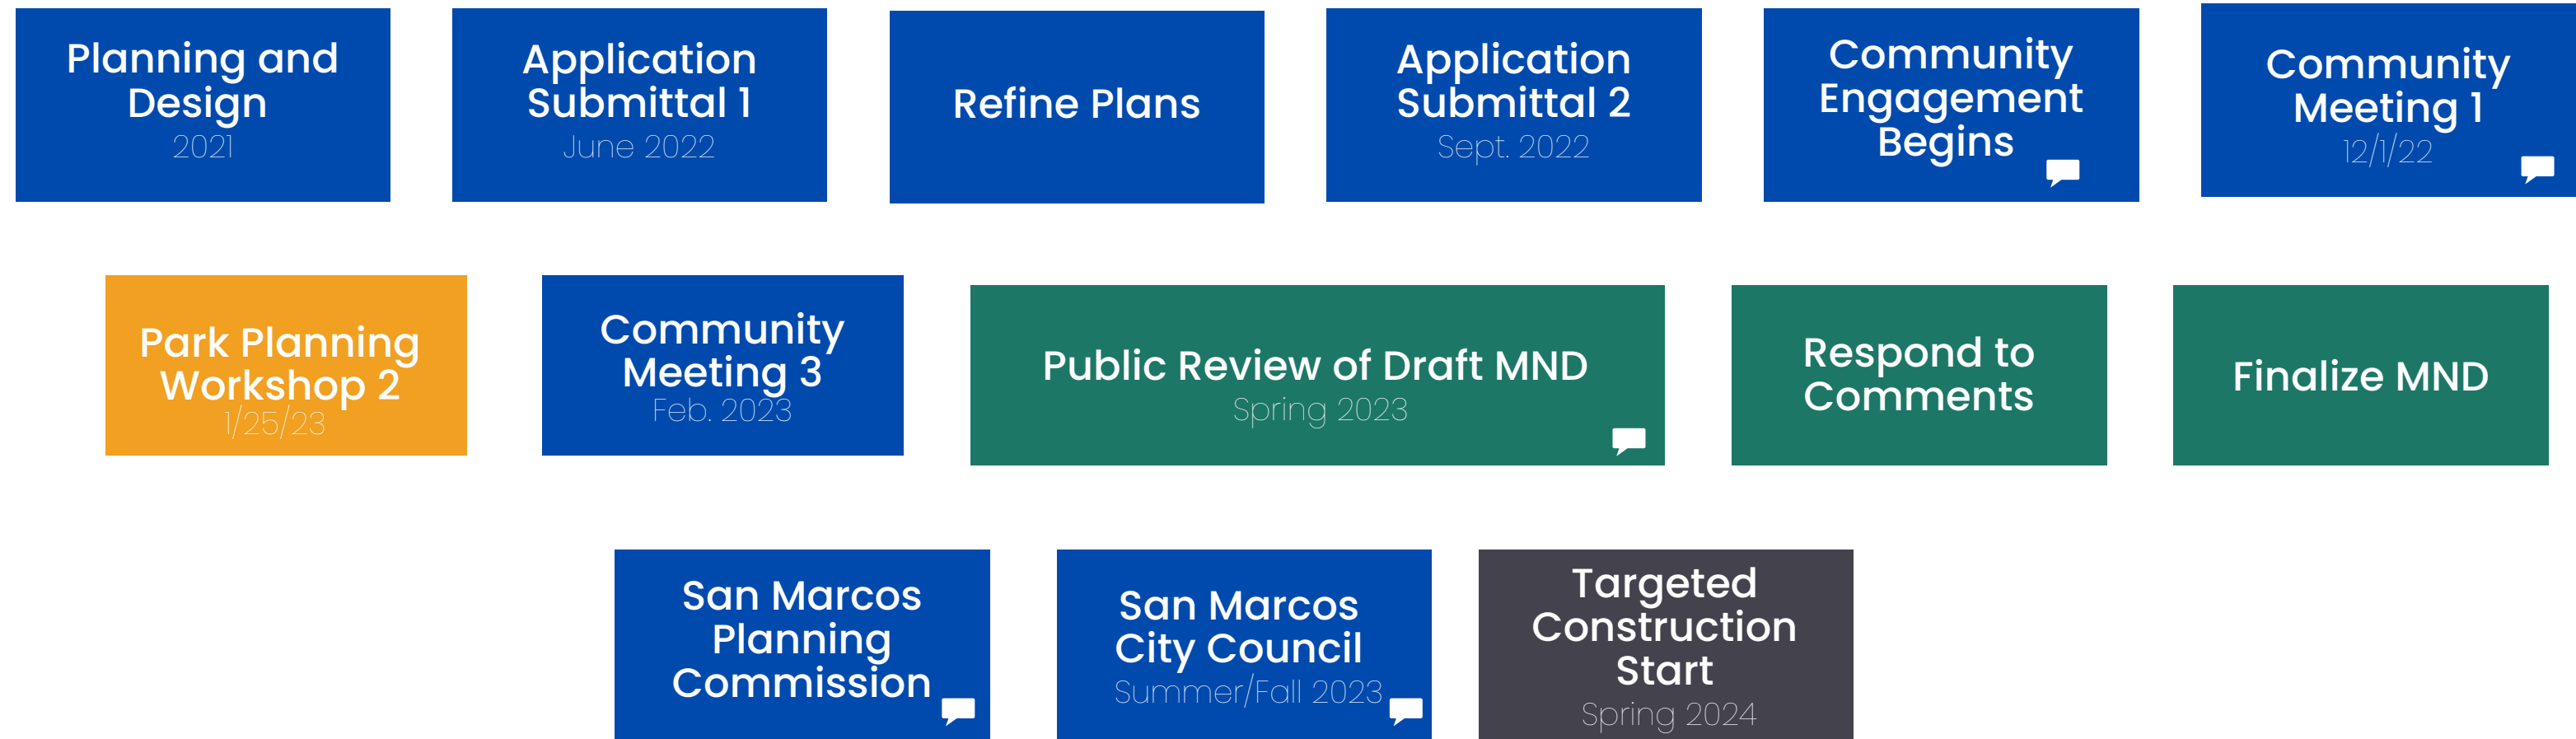 Planning and
Design
2021
Application
Submittal 1
June 2022
Refine Plans
Application
Submittal 2
Sept. 2022
Community
Engagement
Begins
Community
Meeting 1
12/1/22
Park Planning
Workshop 2
1/25/23
Community
Meeting 3
Feb. 2023
Public Review of Draft MND
Spring 2023
Respond to
Comments
Finalize MND
San Marcos
Planning
Commission
San Marcos
City Council
Summer/Fall 2023
Targeted
Construction
Start
Spring 2024